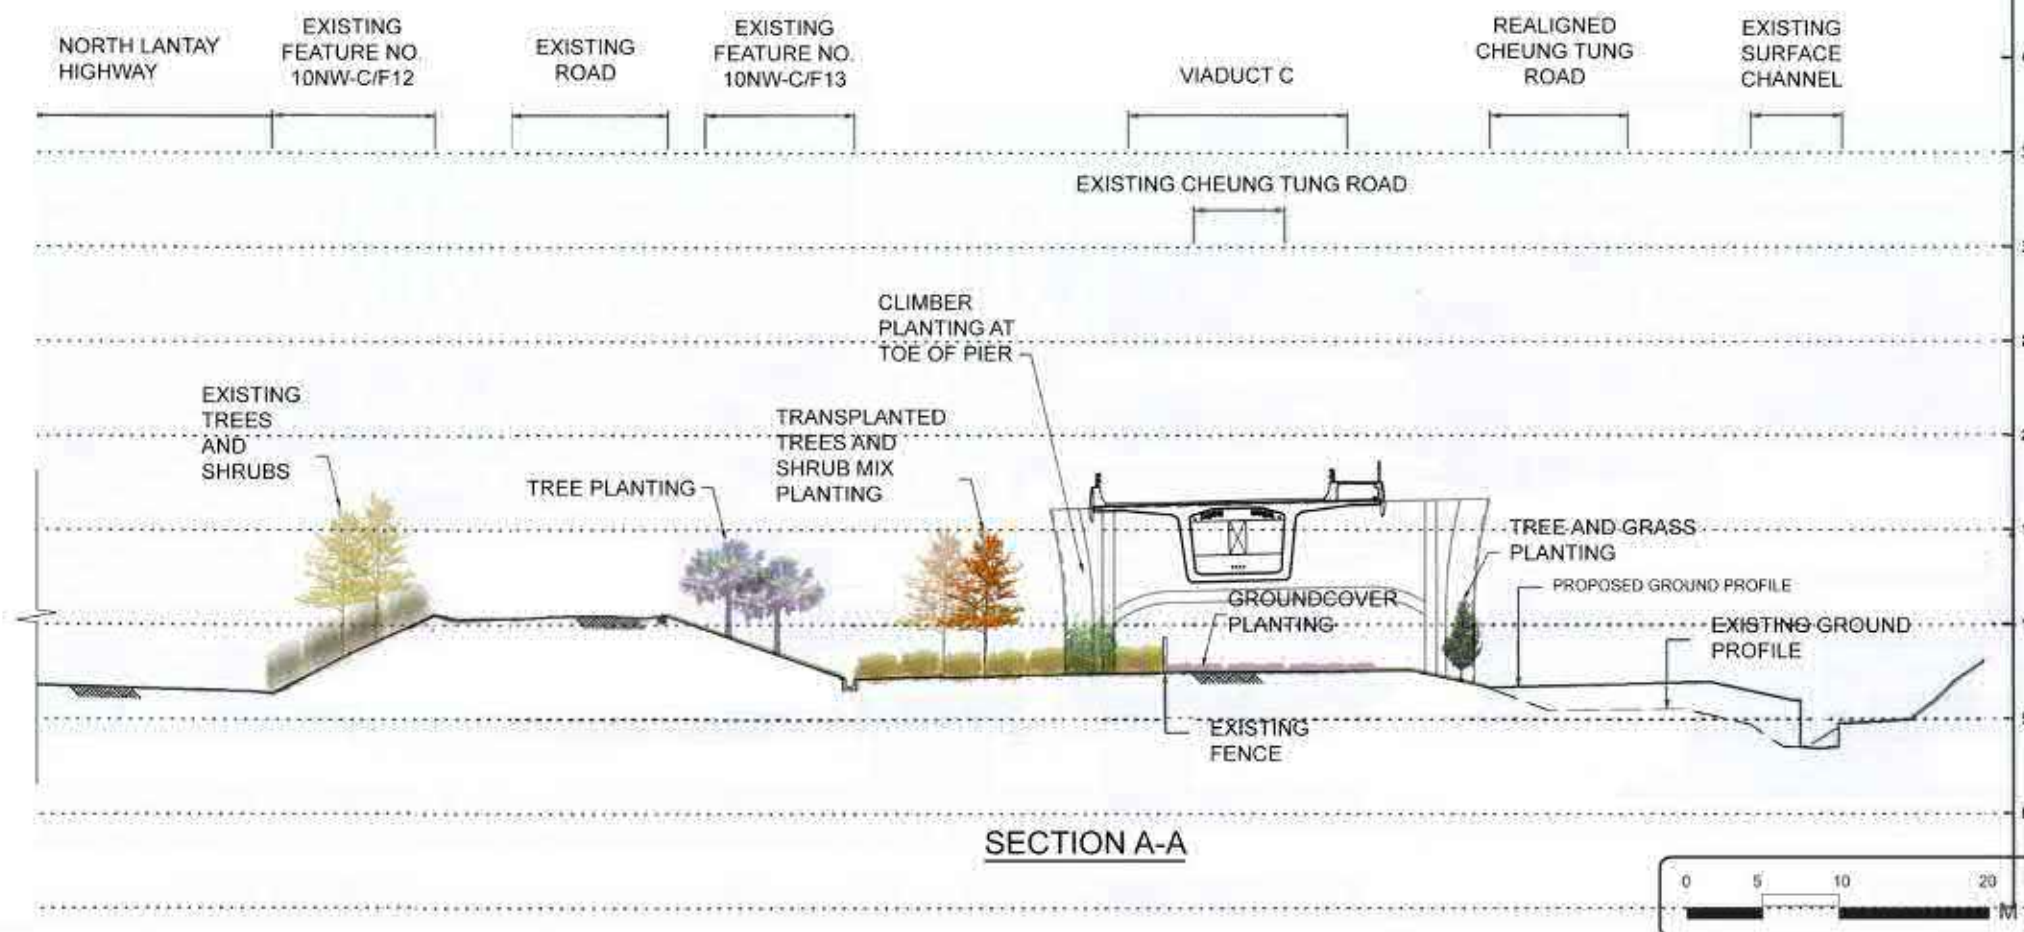 NORTH LANTAY
HIGHWAY
EXISTING
FEATURE NO.
10NW-C/F12
EXISTING
ROAD
EXISTING
FEATURE NO.
10NW-C/F13
VIADUCT C
REALIGNED
CHEUNG TUNG
ROAD
EXISTING
SURFACE
CHANNEL
EXISTING CHEUNG TUNG ROAD
CLIMBER
PLANTING AT
TOE OF PIER
EXISTING
TREES
AND
SHRUBS
TREE PLANTING
TRANSPLANTED
TREES AND
SHRUB MIX
PLANTING
TREE AND GRASS
PLANTING
PROPOSED GROUND PROFILE
GROUNDCOVER
PLANTING
EXISTING GROUND
PROFILE
EXISTING
FENCE
SECTION A-A
0 5 10 20
M